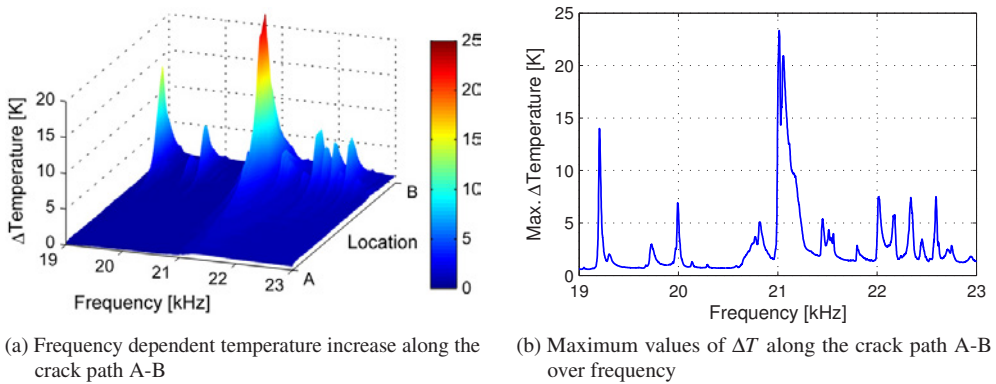 20
15
10
5
0
ΔTemperature [K]
19
20
21
22
23
Frequency [kHz]
A
B
Location
25
20
15
10
5
0
25
20
15
10
5
0
Max. ΔTemperature [K]
19
20
21
22
23
Frequency [kHz]
(a) Frequency dependent temperature increase along the
crack path A-B
(b) Maximum values of ΔT along the crack path A-B
over frequency